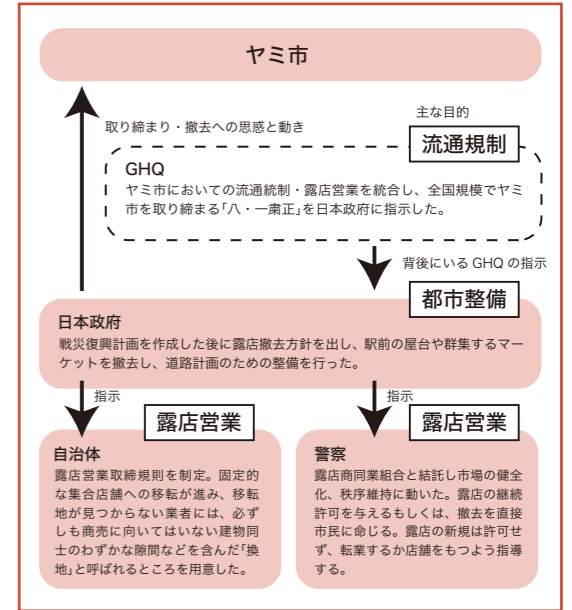 ヤミ市
取り締まり・撤去への思惑と動き
主な目的
流通規制
GHQ
ヤミ市においての流通統制・露店営業を統合し、全国規模でヤミ
市を取り締まる「八・一粛正」を日本政府に指示した。
背後にいる GHQ の指示
都市整備
日本政府
戦災復興計画を作成した後に露店撤去方針を出し、駅前の屋台や群集するマー
ケットを撤去し、道路計画のための整備を行った。
指示
露店営業
自治体
露店営業取締規則を制定。固定的
な集合店舗への移転が進み、移転
地が見つからない業者には、必ず
しも商売に向いてはいない建物同
士のわずかな隙間などを含んだ「換
地」と呼ばれるところを用意した。
指示
露店営業
警察
露店商同業組合と結託し市場の健全
化、秩序維持に動いた。露店の継続
許可を与えるもしくは、撤去を直接
市民に命じる。露店の新規は許可せ
ず、転業するか店舗をもつよう指導
する。